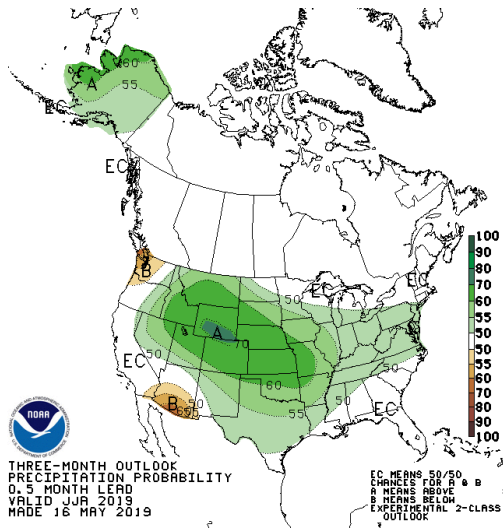 60
A
55
EC
EC
B
50
EC
EC
A
70
50
EC
60
50
B
50
EC
55
100
90
80
70
60
55
50
50
55
60
70
80
90
100
NOAA
THREE-MONTH OUTLOOK
PRECIPITATION PROBABILITY
0.5 MONTH LEAD
VALID JJA 2019
MADE 16 MAY 2019
EC MEANS 50/50
CHANCES FOR A @ B
A MEANS ABOVE
B MEANS BELOW
EXPERIMENTAL 2-CLASS
OUTLOOK